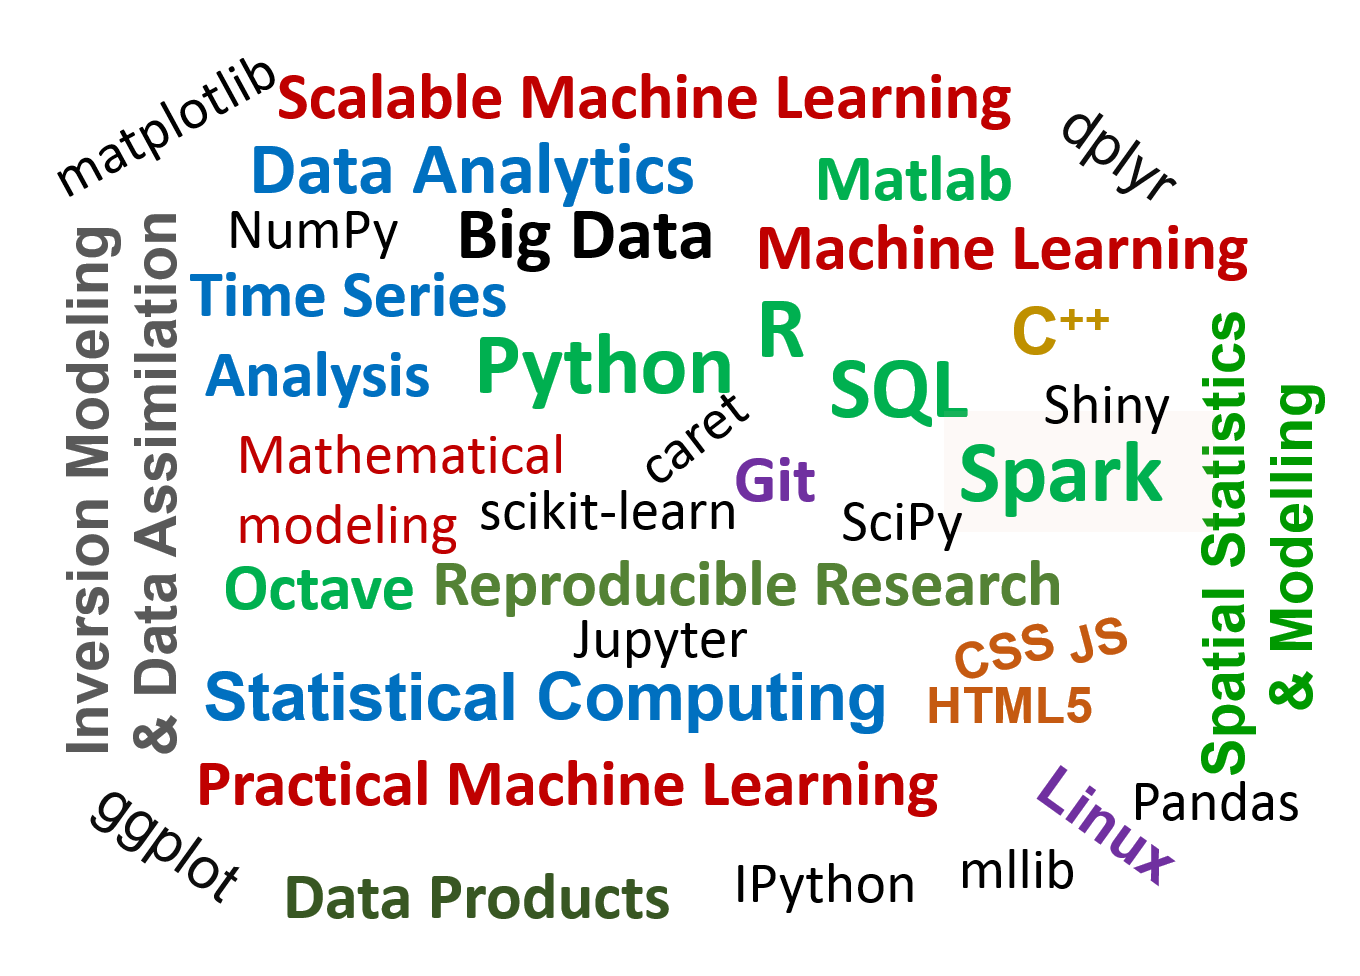 matplotlib
Scalable Machine Learning
dplyr
Data Analytics
Matlab
NumPy
Big Data
Machine Learning
Inversion Modeling
& Data Assimilation
Time Series
Analysis
Python
R
C++
SQL
Shiny
Spatial Statistics
& Modelling
Mathematical
modeling
caret
Git
Spark
scikit-learn
SciPy
Octave
Reproducible Research
Jupyter
CSS JS
HTML5
Statistical Computing
Practical Machine Learning
Linux
Pandas
ggplot
Data Products
IPython
mllib